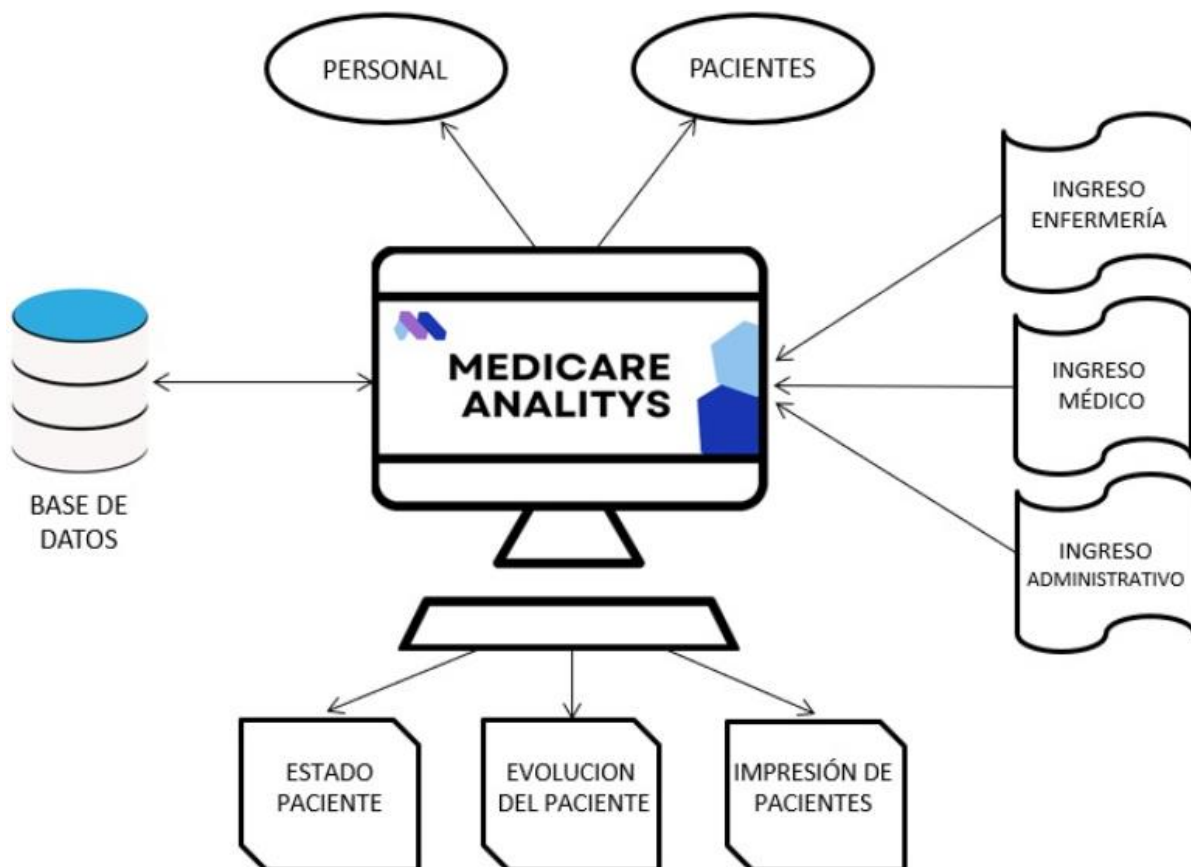 PERSONAL
PACIENTES
INGRESO
ENFERMERÍA
MEDICARE
ANALITYS
INGRESO
MÉDICO
BASE DE
DATOS
INGRESO
ADMINISTRATIVO
ESTADO
PACIENTE
EVOLUCION
DEL PACIENTE
IMPRESIÓN DE
PACIENTES